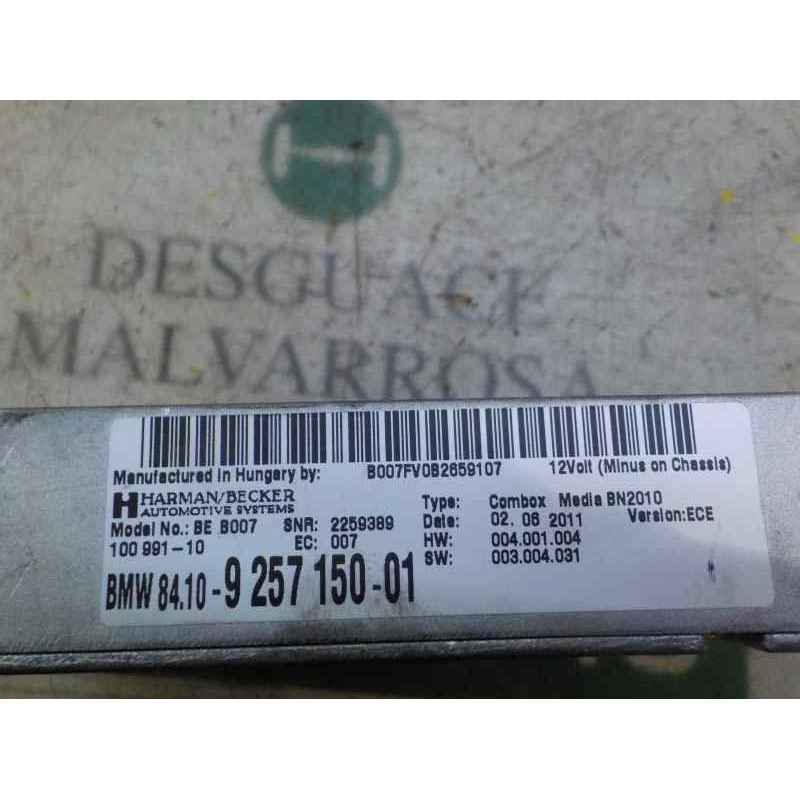 DESGUACE
MALVARROSA
Manufactured in Hungary by: B007FV0B2659107 12Volt (Minus on Chassis)
HARMAN/BECKER
AUTOMOTIVE SYSTEMS
Type: Combox Media BN2010
Model No.: BE B007 SNR: 2259389 Date: 02. 06 2011 Version:ECE
100 991-10 EC: 007 HW: 004.001.004
SW: 003.004.031
BMW 84.10 - 9 257 150 - 01